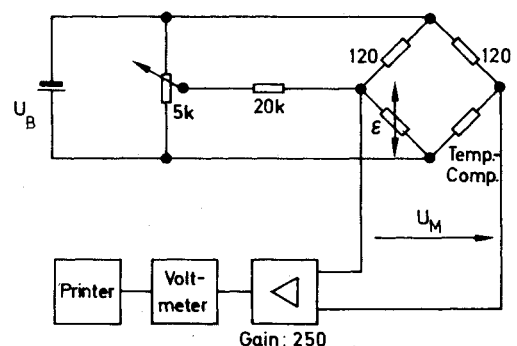 120
120
U_B
5k
20k
ε
Temp.-
Comp.
U_M
Printer
Volt-
meter
Gain: 250